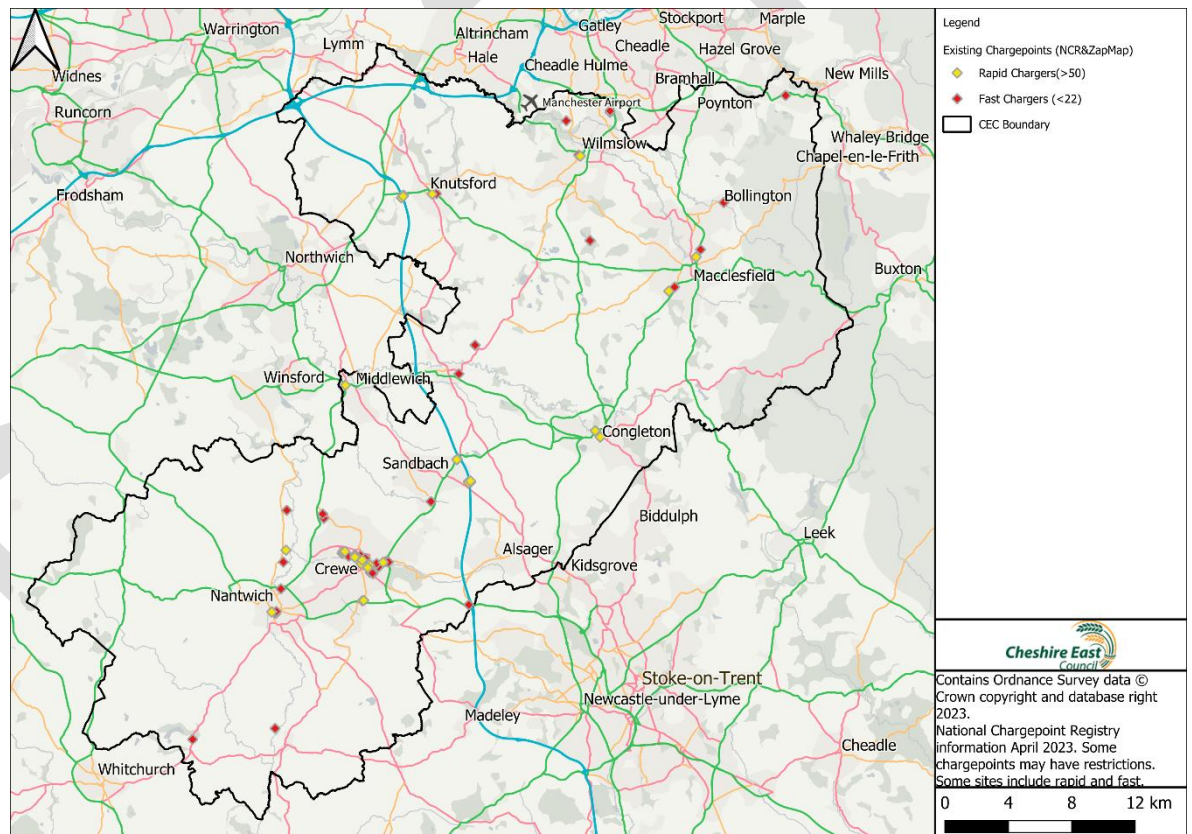 Stockport
Marple
Warrington
Altrincham
Gatley
Lymm
Cheadle
Hazel Grove
Hale
Widnes
Cheadle Hulme
Bramhall
New Mills
Runcorn
Manchester Airport
Poynton
Wilmslow
Whaley Bridge
Chapel-en-le-Frith
Frodsham
Knutsford
Bollington
Northwich
Macclesfield
Buxton
Winsford
Middlewich
Congleton
Sandbach
Biddulph
Leek
Alsager
Kidsgrove
Crewe
Nantwich
Stoke-on-Trent
Newcastle-under-Lyme
Madeley
Cheadle
Whitchurch
Legend
Existing Chargepoints (NCR&ZapMap)
Rapid Chargers(>50)
Fast Chargers (<22)
CEC Boundary
Cheshire East
Council
Contains Ordnance Survey data ©
Crown copyright and database right
2023.
National Chargepoint Registry
information April 2023. Some
chargepoints may have restrictions.
Some sites include rapid and fast.
0 4 8 12 km